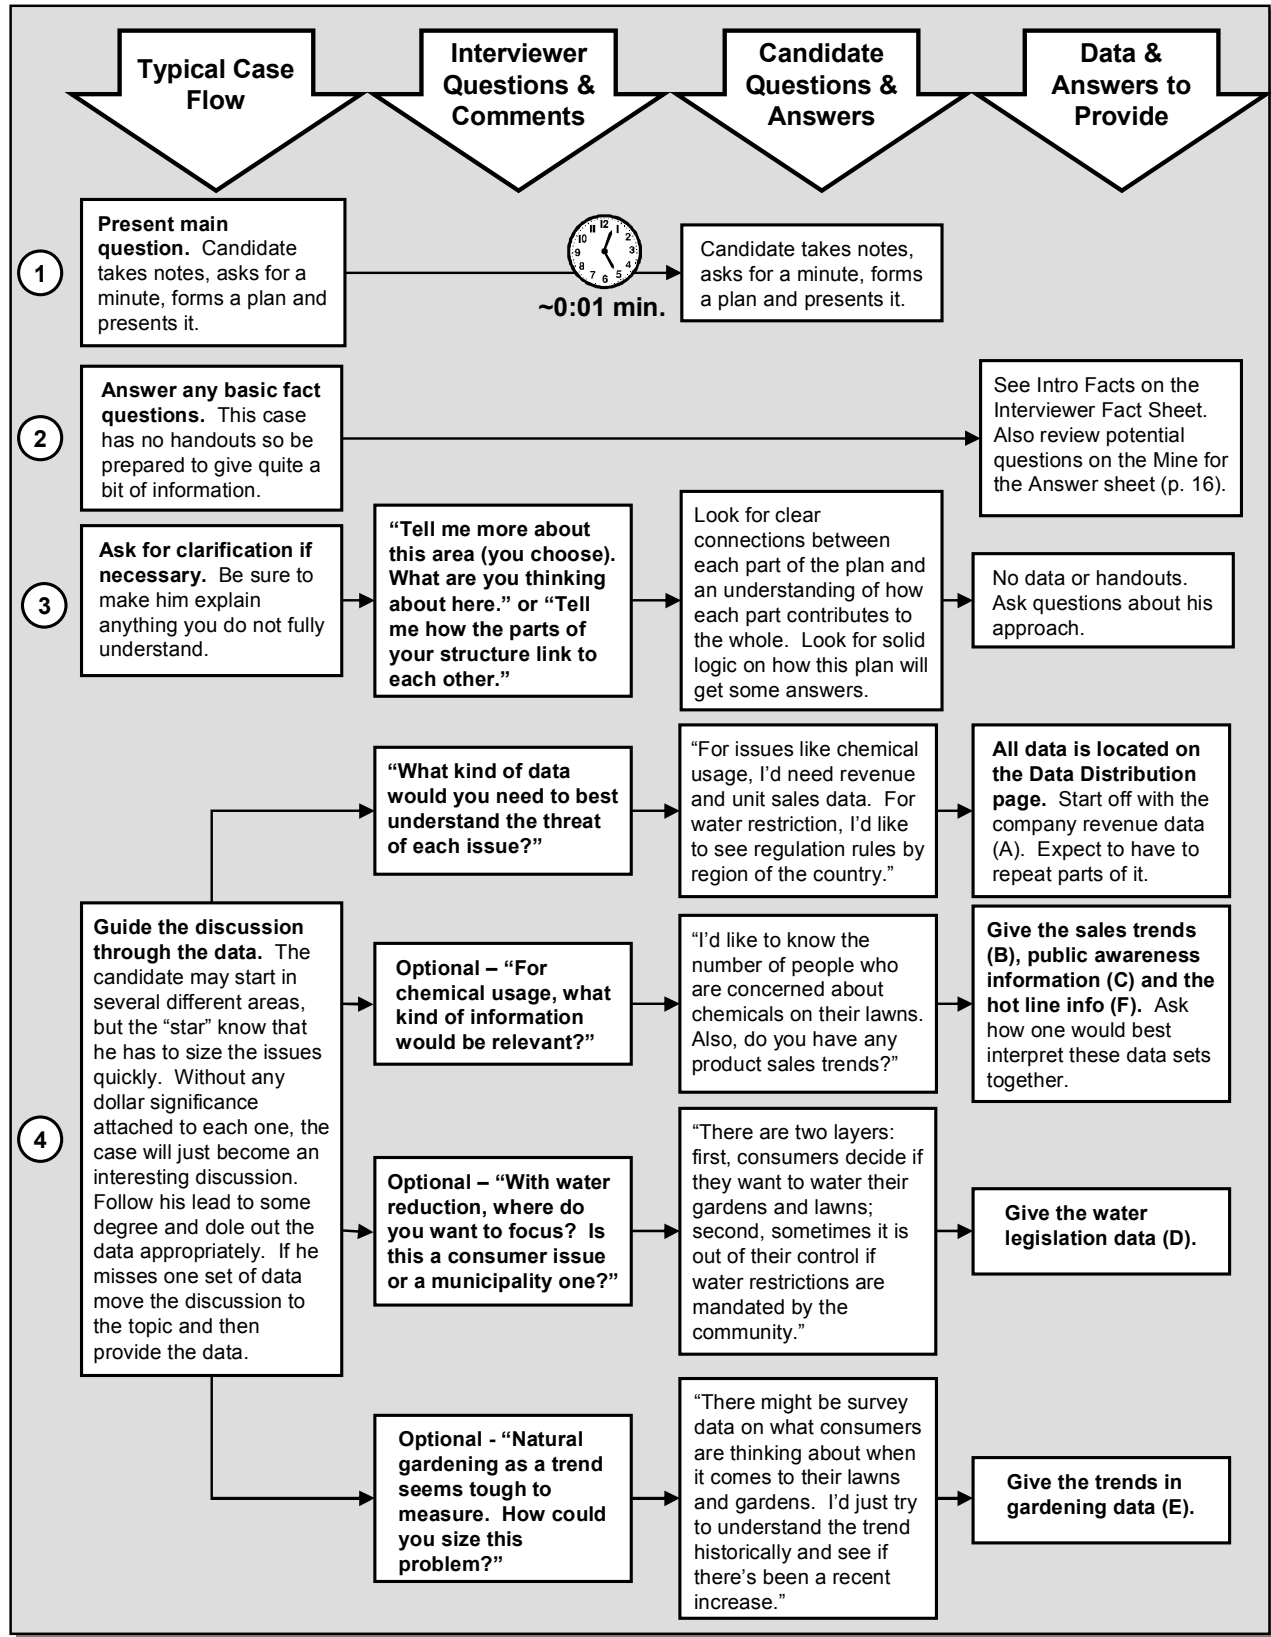 Typical Case
Flow
Interviewer
Questions &
Comments
Candidate
Questions &
Answers
Data &
Answers to
Provide
1
Present main
question.  Candidate
takes notes, asks for a
minute, forms a plan and
presents it.
11 12 1
10 2
9 3
8 4
7 6 5
~0:01 min.
Candidate takes notes,
asks for a minute, forms
a plan and presents it.
2
Answer any basic fact
questions.  This case
has no handouts so be
prepared to give quite a
bit of information.
See Intro Facts on the
Interviewer Fact Sheet.
Also review potential
questions on the Mine for
the Answer sheet (p. 16).
3
Ask for clarification if
necessary.  Be sure to
make him explain
anything you do not fully
understand.
“Tell me more about
this area (you choose).
What are you thinking
about here.” or “Tell
me how the parts of
your structure link to
each other.”
Look for clear
connections between
each part of the plan and
an understanding of how
each part contributes to
the whole.  Look for solid
logic on how this plan will
get some answers.
No data or handouts.
Ask questions about his
approach.
4
Guide the discussion
through the data.  The
candidate may start in
several different areas,
but the “star” know that
he has to size the issues
quickly.  Without any
dollar significance
attached to each one, the
case will just become an
interesting discussion.
Follow his lead to some
degree and dole out the
data appropriately.  If he
misses one set of data
move the discussion to
the topic and then
provide the data.
“What kind of data
would you need to best
understand the threat
of each issue?”
“For issues like chemical
usage, I’d need revenue
and unit sales data.  For
water restriction, I’d like
to see regulation rules by
region of the country.”
All data is located on
the Data Distribution
page.  Start off with the
company revenue data
(A).  Expect to have to
repeat parts of it.
Optional – “For
chemical usage, what
kind of information
would be relevant?”
“I’d like to know the
number of people who
are concerned about
chemicals on their lawns.
Also, do you have any
product sales trends?”
Give the sales trends
(B), public awareness
information (C) and the
hot line info (F).  Ask
how one would best
interpret these data sets
together.
Optional – “With water
reduction, where do
you want to focus?  Is
this a consumer issue
or a municipality one?”
“There are two layers:
first, consumers decide if
they want to water their
gardens and lawns;
second, sometimes it is
out of their control if
water restrictions are
mandated by the
community.”
Give the water
legislation data (D).
Optional - “Natural
gardening as a trend
seems tough to
measure.  How could
you size this
problem?”
“There might be survey
data on what consumers
are thinking about when
it comes to their lawns
and gardens.  I’d just try
to understand the trend
historically and see if
there’s been a recent
increase.”
Give the trends in
gardening data (E).